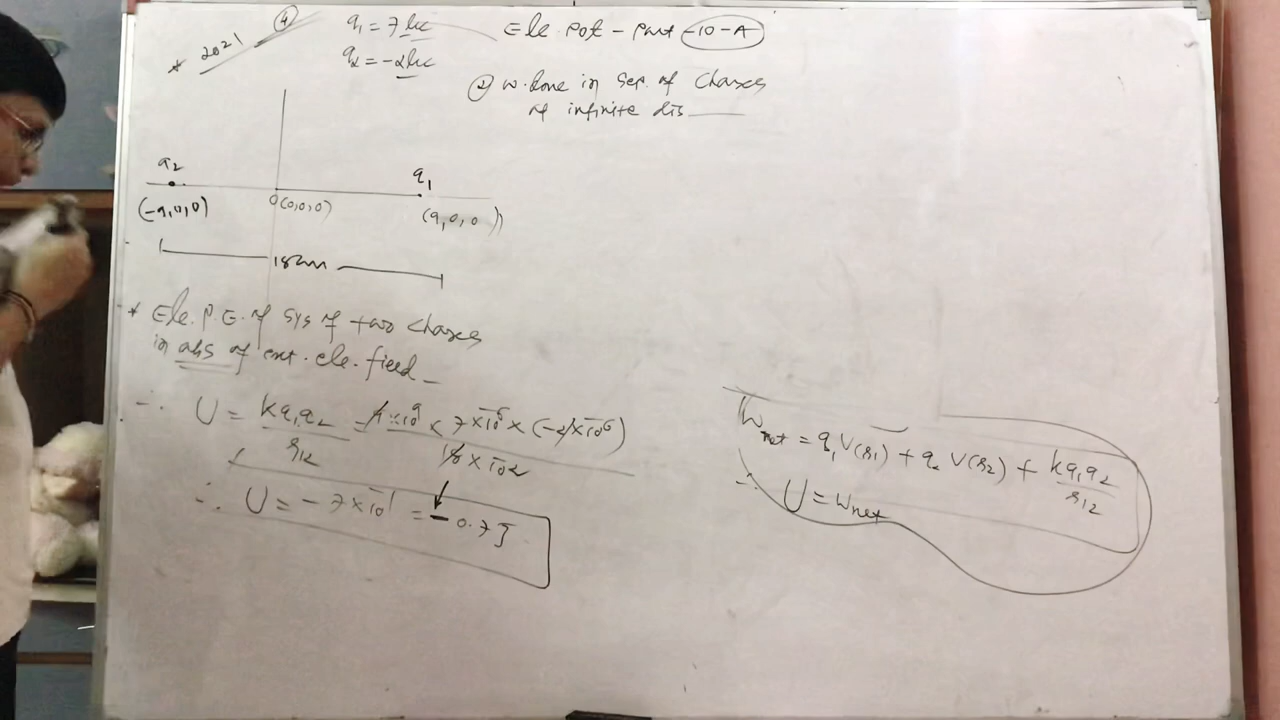 * 2021
④
q₁ = 7 μc
q₂ = -2 μc
Ele. pot - part -10-A
② w. done in sep. of charges
at infinite dis
q₂
q₁
(-9,0,0)
O(0,0,0)
(9,0,0)
18cm
* Ele. P.E. of sys of two charges
in abs of ext. ele. field -
∴ U = kq₁q₂/r₁₂ = 9×10⁹ × 7×10⁻⁶ × (-2×10⁻⁶) / 18×10⁻²
∴ U = -7×10⁻¹ = - 0.7 J
W_net = q₁V(r₁) + q₂V(r₂) + kq₁q₂/r₁₂
∴ U = W_net